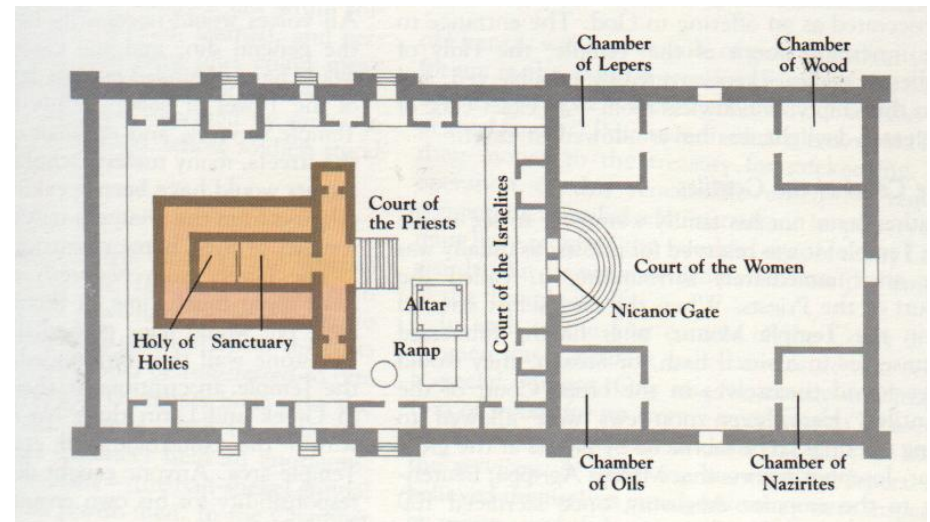 Chamber
of Lepers
Chamber
of Wood
Court of
the Priests
Court of the Israelites
Court of the Women
Nicanor Gate
Altar
Ramp
Holy of
Holies
Sanctuary
Chamber
of Oils
Chamber of
Nazirites